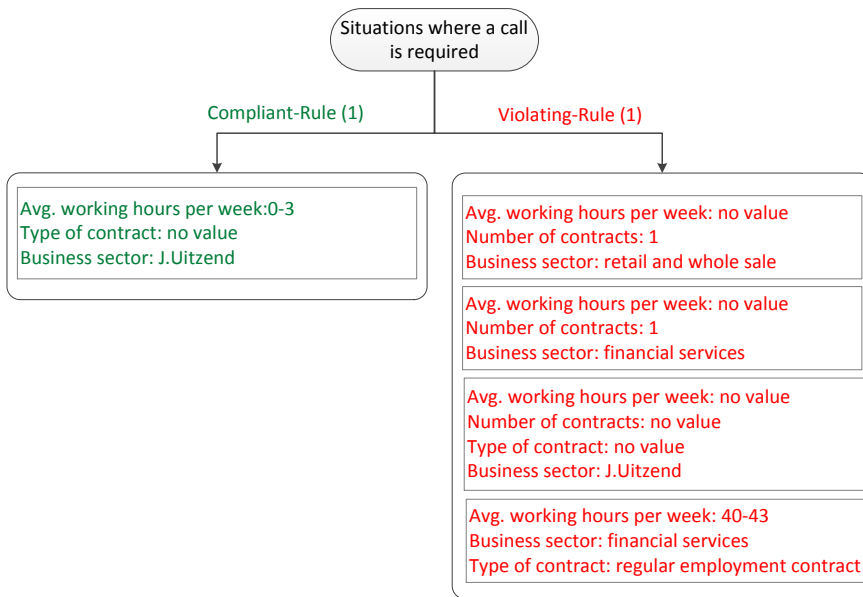 Situations where a call
is required
Compliant-Rule (1)
Violating-Rule (1)
Avg. working hours per week:0-3
Type of contract: no value
Business sector: J.Uitzend
Avg. working hours per week: no value
Number of contracts: 1
Business sector: retail and whole sale
Avg. working hours per week: no value
Number of contracts: 1
Business sector: financial services
Avg. working hours per week: no value
Number of contracts: no value
Type of contract: no value
Business sector: J.Uitzend
Avg. working hours per week: 40-43
Business sector: financial services
Type of contract: regular employment contract